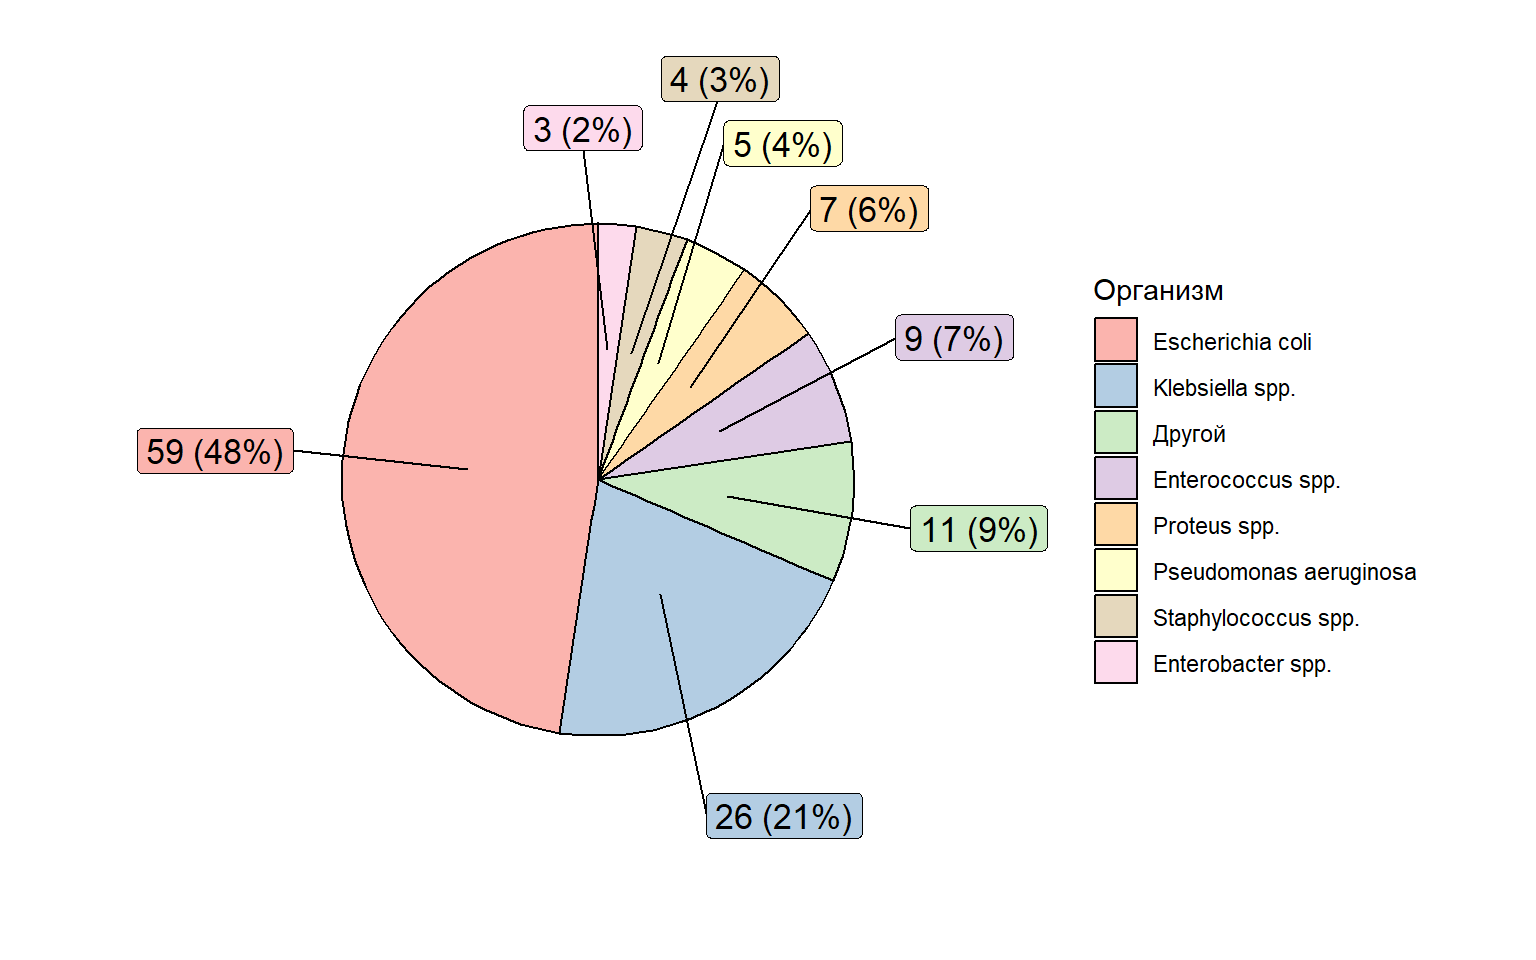 4 (3%)
3 (2%)
5 (4%)
7 (6%)
9 (7%)
59 (48%)
11 (9%)
26 (21%)
Организм
Escherichia coli
Klebsiella spp.
Другой
Enterococcus spp.
Proteus spp.
Pseudomonas aeruginosa
Staphylococcus spp.
Enterobacter spp.